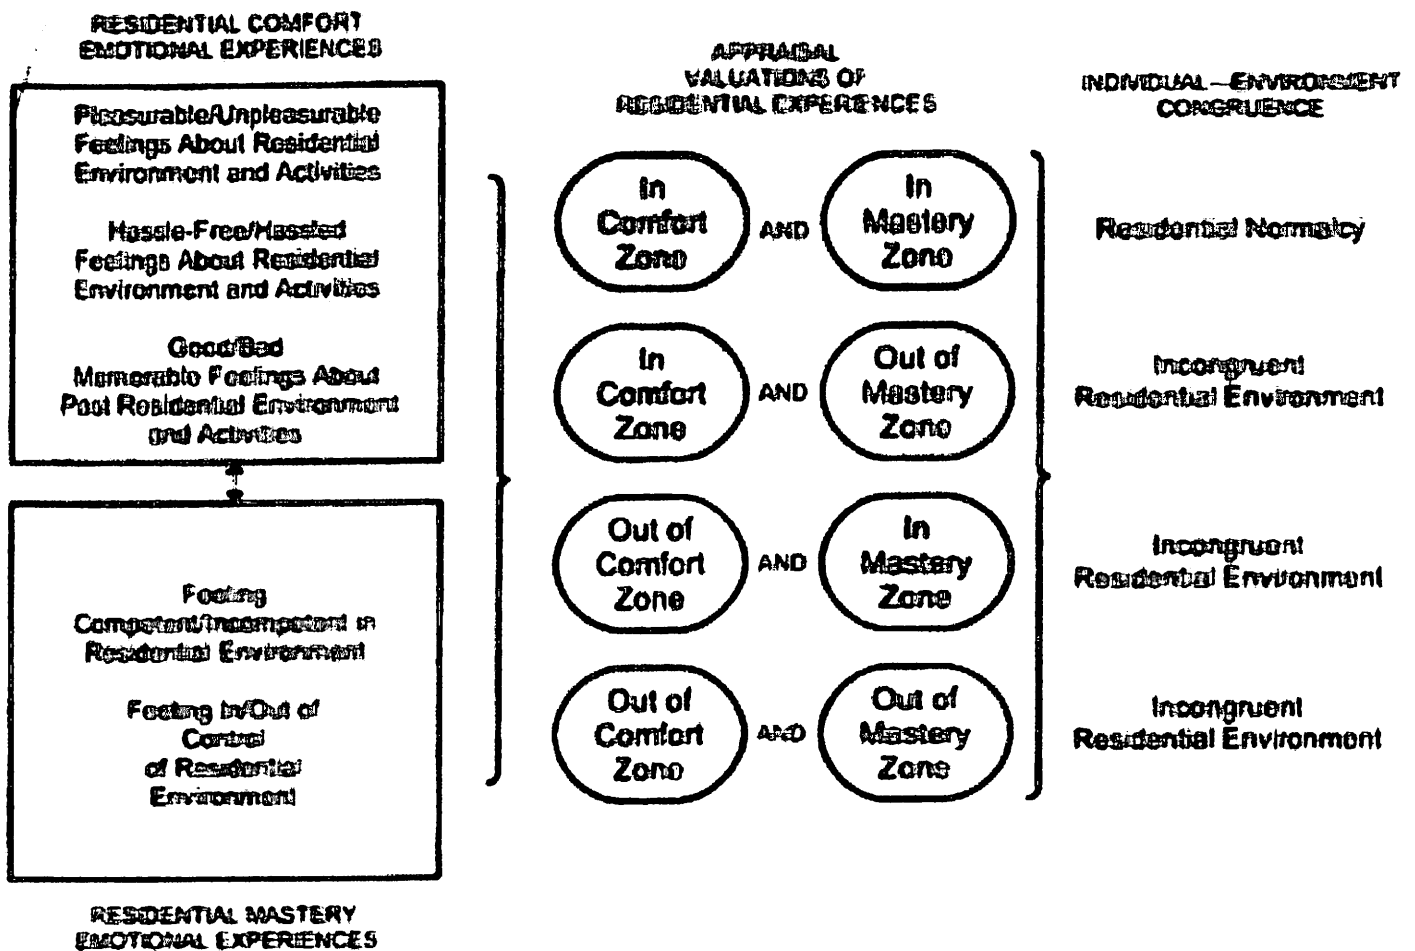 RESIDENTIAL COMFORT
EMOTIONAL EXPERIENCES
Pleasurable/Unpleasurable
Feelings About Residential
Environment and Activities
Hassle-Free/Hassled
Feelings About Residential
Environment and Activities
Good/Bad
Memorable Feelings About
Past Residential Environment
and Activities
Feeling
Competent/Incompetent in
Residential Environment
Feeling In/Out of
Control
of Residential
Environment
RESIDENTIAL MASTERY
EMOTIONAL EXPERIENCES
APPRAISAL
VALUATIONS OF
RESIDENTIAL EXPERIENCES
In
Comfort
Zone
AND
In
Mastery
Zone
In
Comfort
Zone
AND
Out of
Mastery
Zone
Out of
Comfort
Zone
AND
In
Mastery
Zone
Out of
Comfort
Zone
AND
Out of
Mastery
Zone
INDIVIDUAL—ENVIRONMENT
CONGRUENCE
Residential Normalcy
Incongruent
Residential Environment
Incongruent
Residential Environment
Incongruent
Residential Environment